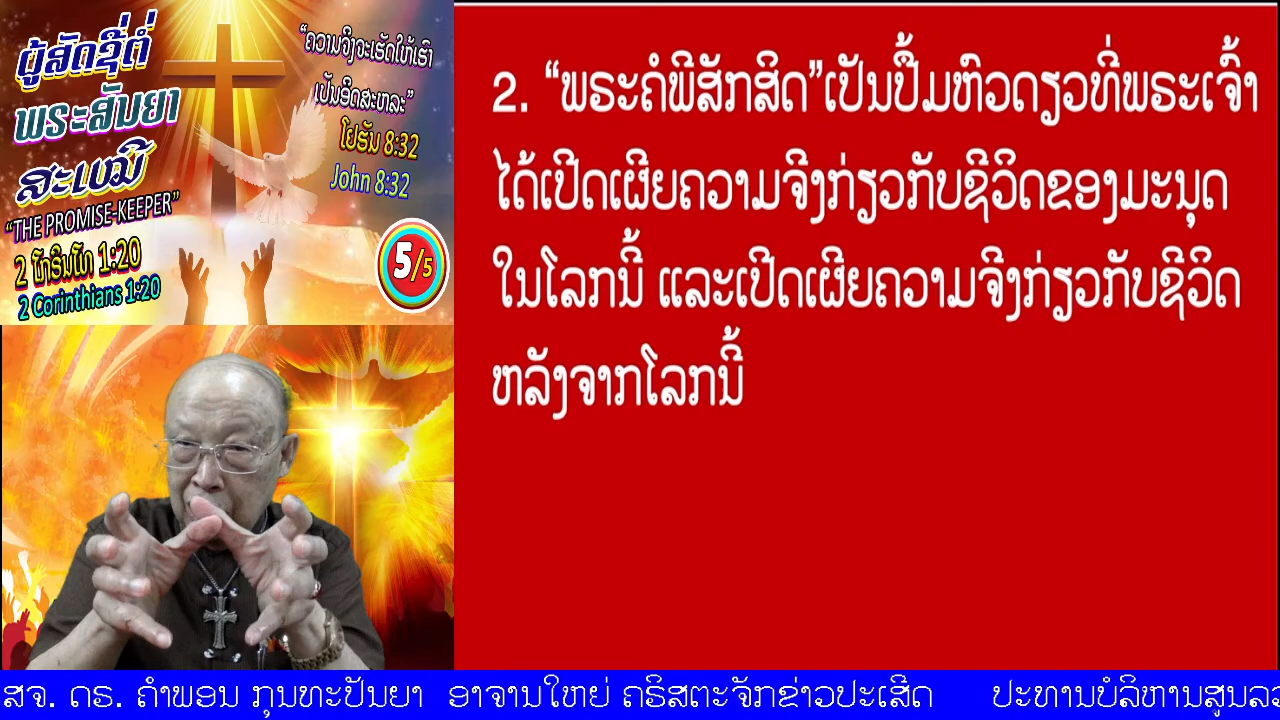 ຜູ້ສັດຊື່ຕໍ່
ພຣະສັນຍາ
ສະເໝີ
“THE PROMISE-KEEPER”
2 ໂກຣິນໂທ 1:20
2 Corinthians 1:20
“ຄວາມຈິງຈະເຮັດໃຫ້ເຮົາ
ເປັນອິດສະຫລະ”
ໂຢຮັນ 8:32
John 8:32
5/5
2. “ພຣະຄໍພີສັກສິດ”ເປັນປຶ້ມຫົວດຽວທີ່ພຣະເຈົ້າ
ໄດ້ເປີດເຜີຍຄວາມຈີງກ່ຽວກັບຊີວິດຂອງມະນຸດ
ໃນໂລກນີ້ ແລະເປີດເຜີຍຄວາມຈີງກ່ຽວກັບຊີວິດ
ຫລັງຈາກໂລກນີ້
ສຈ. ດຣ. ຄຳພອນ ກຸນທະປັນຍາ ອາຈານໃຫຍ່ ຄຣິສຕະຈັກຂ່າວປະເສີດ ປະທານບໍລິຫານສູນລວ